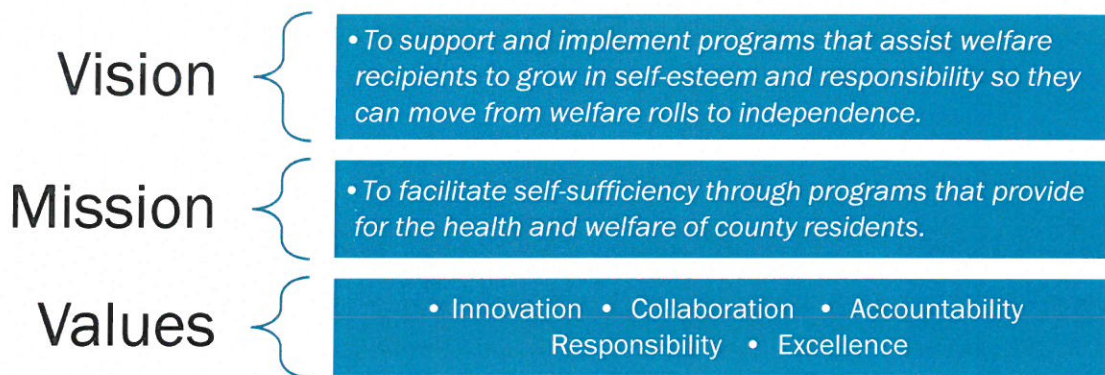 Vision
• To support and implement programs that assist welfare
recipients to grow in self-esteem and responsibility so they
can move from welfare rolls to independence.
Mission
• To facilitate self-sufficiency through programs that provide
for the health and welfare of county residents.
Values
• Innovation • Collaboration • Accountability
Responsibility • Excellence